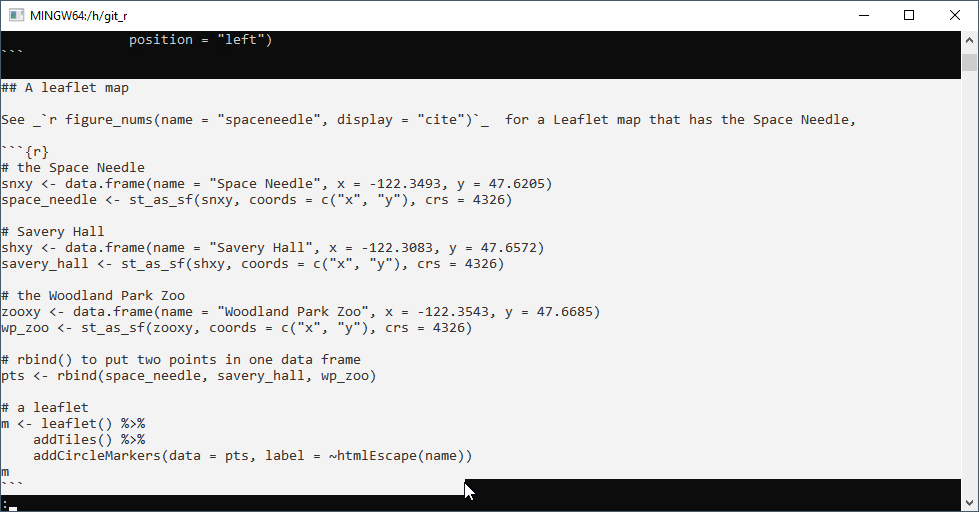 MINGW64:/h/git_r
                position = "left")
```
## A leaflet map

See _`r figure_nums(name = "spaceneedle", display = "cite")`_  for a Leaflet map that has the Space Needle,

```{r}
# the Space Needle
snxy <- data.frame(name = "Space Needle", x = -122.3493, y = 47.6205)
space_needle <- st_as_sf(snxy, coords = c("x", "y"), crs = 4326)

# Savery Hall
shxy <- data.frame(name = "Savery Hall", x = -122.3083, y = 47.6572)
savery_hall <- st_as_sf(shxy, coords = c("x", "y"), crs = 4326)

# the Woodland Park Zoo
zooxy <- data.frame(name = "Woodland Park Zoo", x = -122.3543, y = 47.6685)
wp_zoo <- st_as_sf(zooxy, coords = c("x", "y"), crs = 4326)

# rbind() to put two points in one data frame
pts <- rbind(space_needle, savery_hall, wp_zoo)

# a leaflet
m <- leaflet() %>%
    addTiles() %>%
    addCircleMarkers(data = pts, label = ~htmlEscape(name))
m
```
: